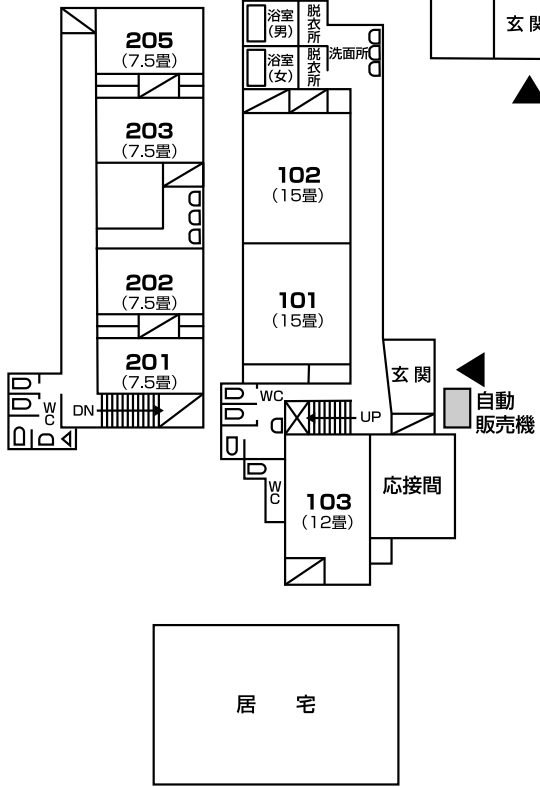 205
(7.5畳)
203
(7.5畳)
202
(7.5畳)
201
(7.5畳)
DN
WC
浴室
(男)
脱衣所
浴室
(女)
脱衣所
洗面所
102
(15畳)
101
(15畳)
WC
UP
WC
103
(12畳)
応接間
玄関
自動
販売機
玄関
居宅